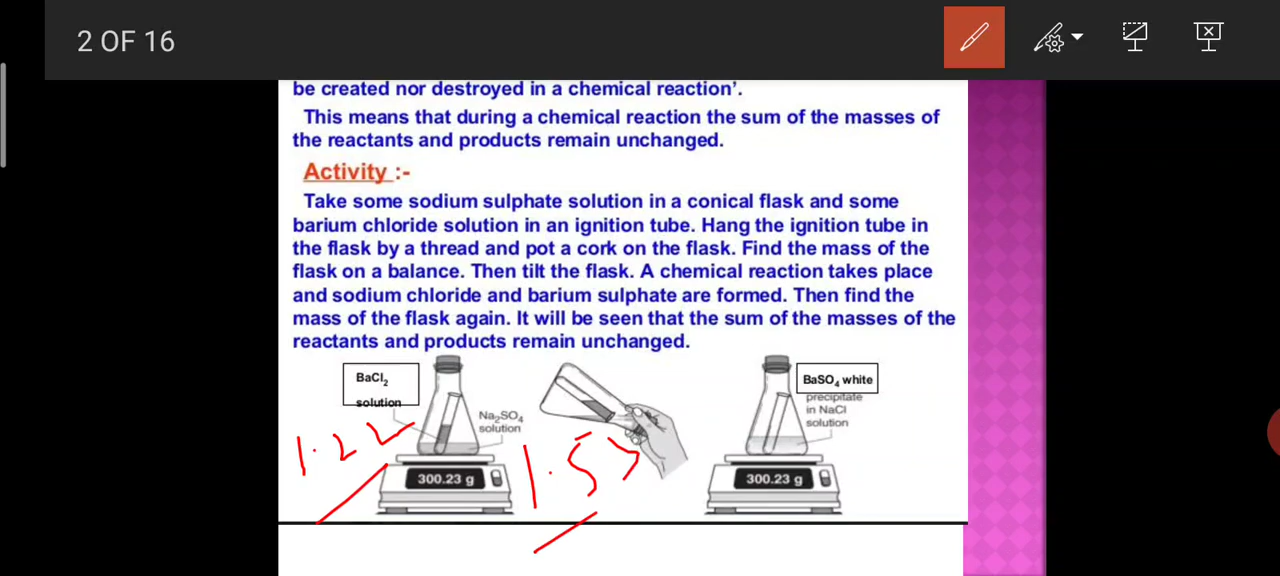 2 OF 16
be created nor destroyed in a chemical reaction'.
This means that during a chemical reaction the sum of the masses of
the reactants and products remain unchanged.
Activity :-
Take some sodium sulphate solution in a conical flask and some
barium chloride solution in an ignition tube. Hang the ignition tube in
the flask by a thread and pot a cork on the flask. Find the mass of the
flask on a balance. Then tilt the flask. A chemical reaction takes place
and sodium chloride and barium sulphate are formed. Then find the
mass of the flask again. It will be seen that the sum of the masses of the
reactants and products remain unchanged.
BaCl₂
solution
Na₂SO₄
solution
BaSO₄ white
precipitate
in NaCl
solution
1.22
1.55
300.23 g
300.23 g